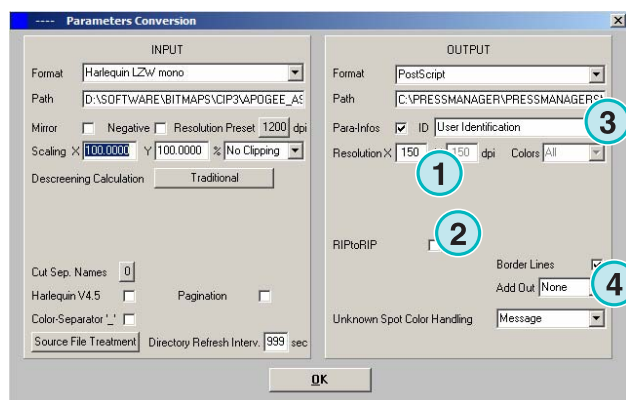 ---- Parameters Conversion
INPUT
Format Harlequin LZW mono
Path D:\SOFTWARE\BITMAPS\CIP3\APOGEE_AS
Mirror Negative Resolution Preset 1200 dpi
Scaling X 100.0000 Y 100.0000 % No Clipping
Descreening Calculation Traditional
Cut Sep. Names 0
Harlequin V4.5 Pagination
Color-Separator '_'
Source File Treatment Directory Refresh Interv. 999 sec
OUTPUT
Format PostScript
Path C:\PRESSMANAGER\PRESSMANAGERS\
Para-Infos ID User Identification 3
Resolution X 150 150 dpi Colors All
1
RIPtoRIP 2
Border Lines
Add Out None 4
Unknown Spot Color Handling Message
OK